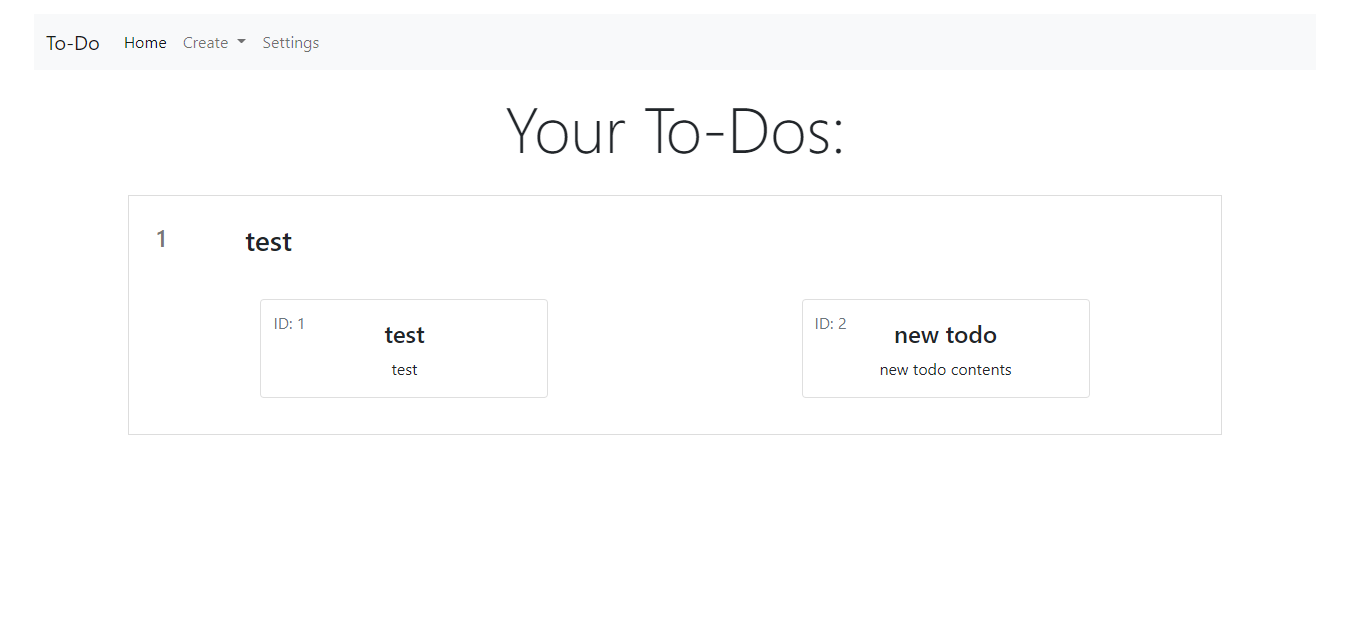 To-Do Home Create Settings
Your To-Dos:
1 test
ID: 1
test
test
ID: 2
new todo
new todo contents